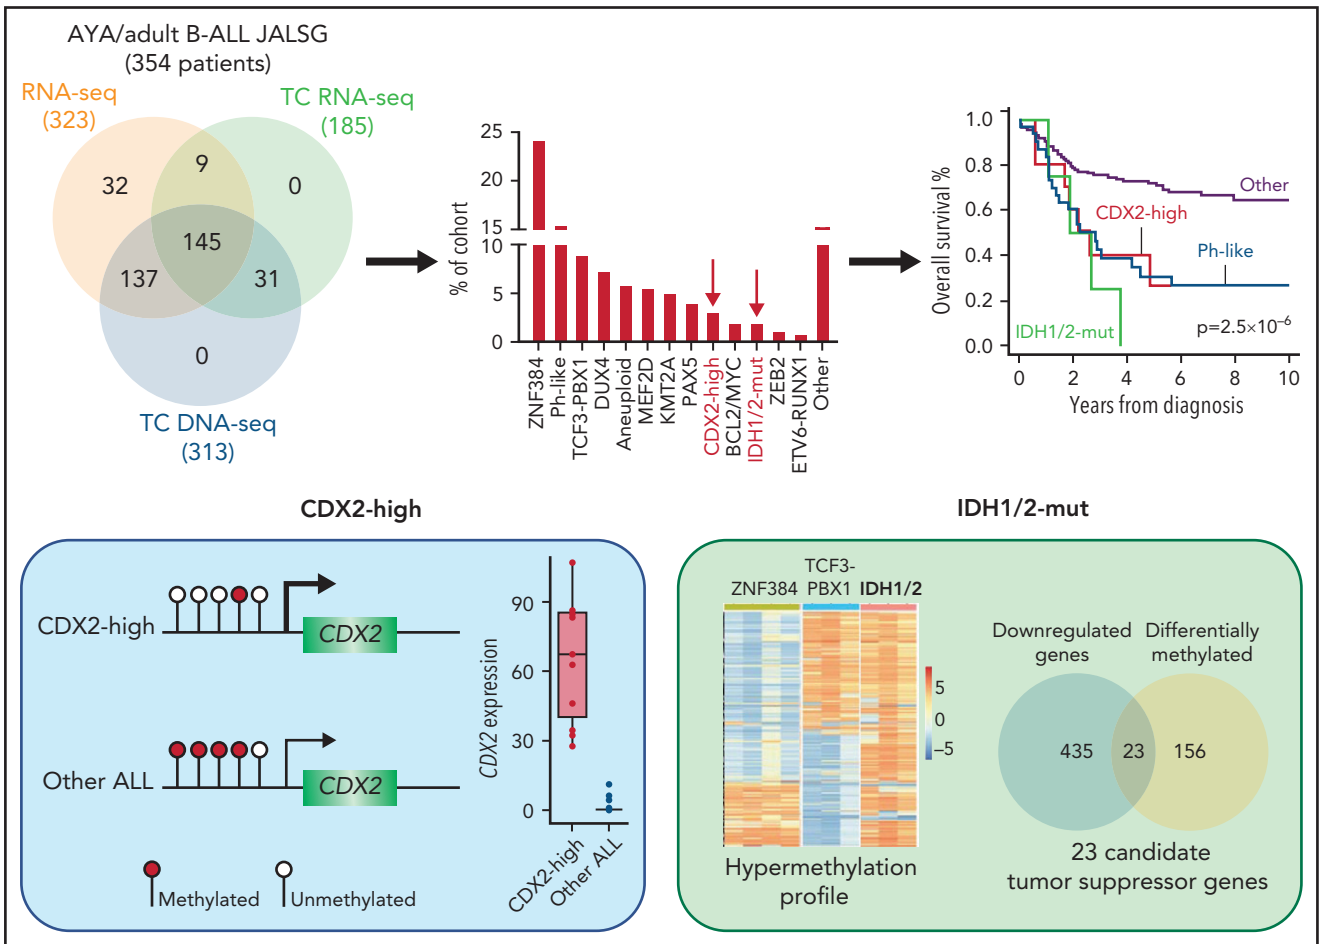 AYA/adult B-ALL JALSG
(354 patients)
RNA-seq
(323)
TC RNA-seq
(185)
32
9
0
145
137
31
0
TC DNA-seq
(313)
% of cohort
25
20
15
10
5
0
ZNF384
Ph-like
TCF3-PBX1
DUX4
Aneuploid
MEF2D
KMT2A
PAX5
CDX2-high
BCL2/MYC
IDH1/2-mut
ZEB2
ETV6-RUNX1
Other
Overall survival %
1.0
0.8
0.6
0.4
0.2
0.0
Other
CDX2-high
Ph-like
IDH1/2-mut
p=2.5×10⁻⁶
0 2 4 6 8 10
Years from diagnosis
CDX2-high
CDX2-high
CDX2
Other ALL
CDX2
Methylated
Unmethylated
CDX2 expression
90
60
30
0
CDX2-high
Other ALL
IDH1/2-mut
ZNF384
TCF3-
PBX1
IDH1/2
5
0
−5
Hypermethylation
profile
Downregulated
genes
Differentially
methylated
435
23
156
23 candidate
tumor suppressor genes